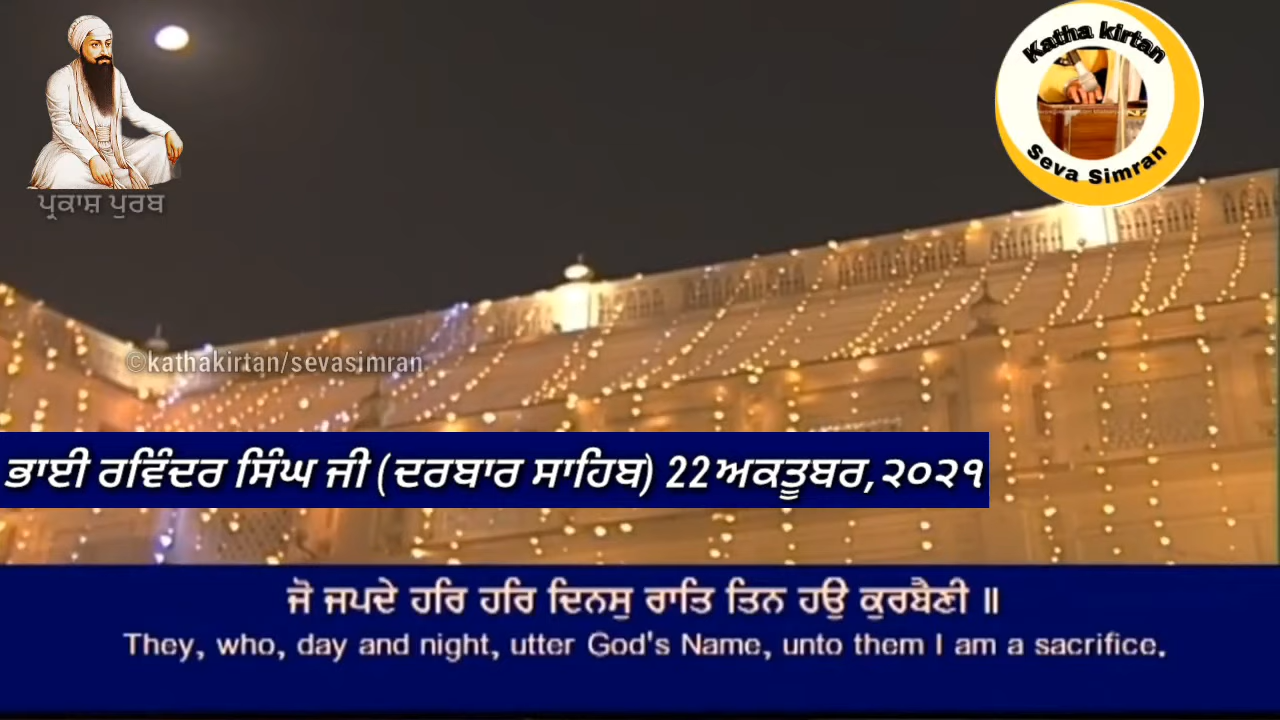 Katha kirtan
Seva Simran
ਪ੍ਰਕਾਸ਼ ਪੁਰਬ
©kathakirtan/sevasimran
ਭਾਈ ਰਵਿੰਦਰ ਸਿੰਘ ਜੀ (ਦਰਬਾਰ ਸਾਹਿਬ) 22ਅਕਤੂਬਰ,੨੦੨੧
ਜੋ ਜਪਦੇ ਹਰਿ ਹਰਿ ਦਿਨਸੁ ਰਾਤਿ ਤਿਨ ਹਉ ਕੁਰਬੈਣੀ ॥
They, who, day and night, utter God's Name, unto them I am a sacrifice.